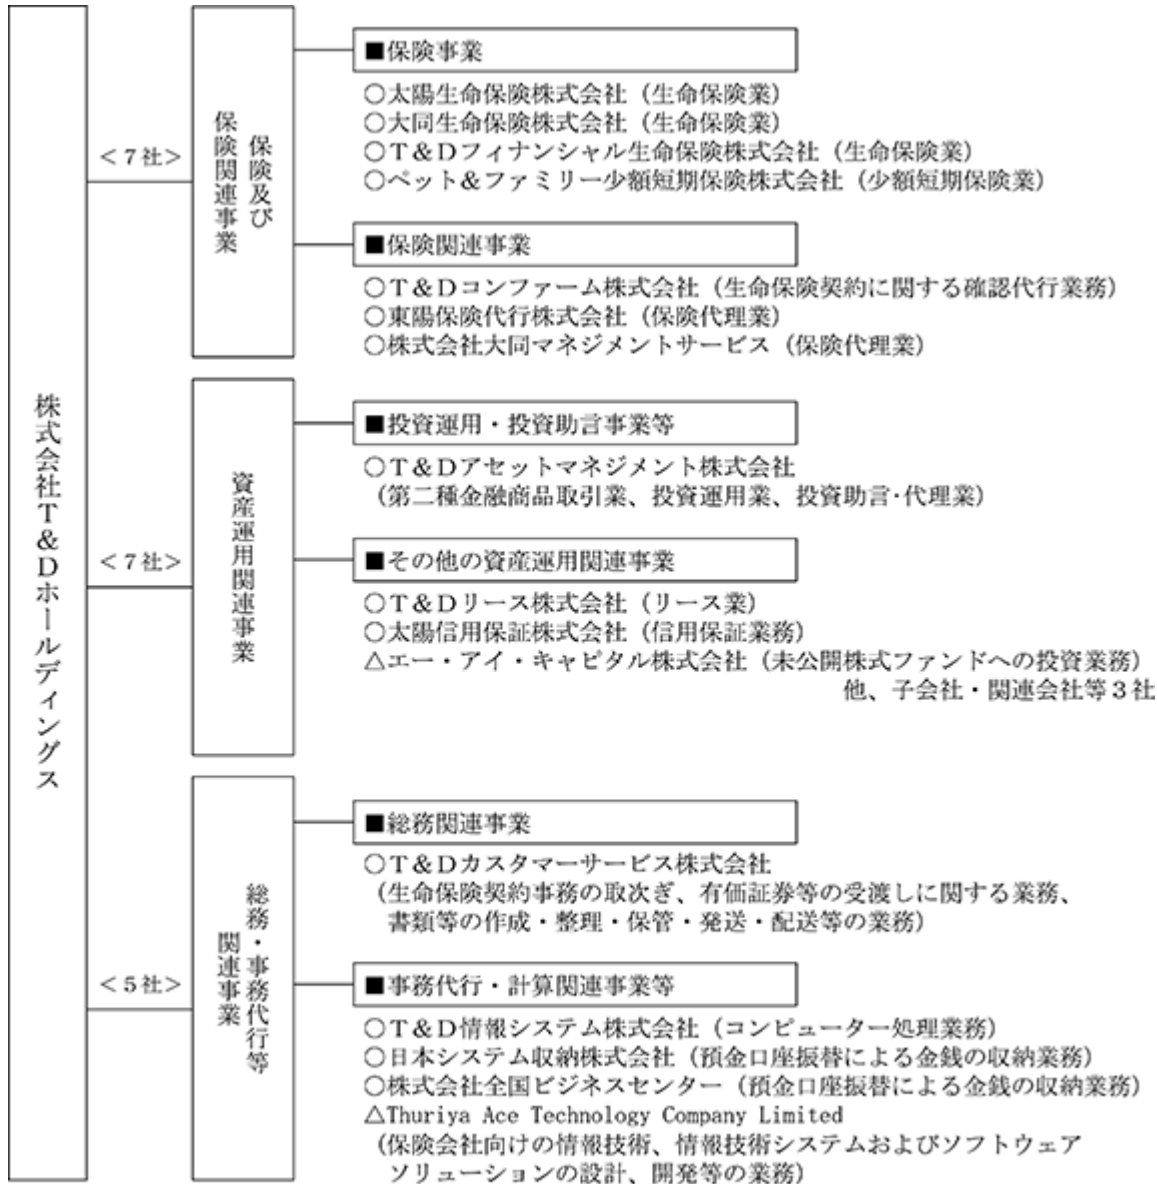 株式会社T&Dホールディングス
<7社>
保険及び
保険関連事業
■保険事業
○太陽生命保険株式会社（生命保険業）
○大同生命保険株式会社（生命保険業）
○T&Dフィナンシャル生命保険株式会社（生命保険業）
○ペット&ファミリー少額短期保険株式会社（少額短期保険業）
■保険関連事業
○T&Dコンファーム株式会社（生命保険契約に関する確認代行業務）
○東陽保険代行株式会社（保険代理業）
○株式会社大同マネジメントサービス（保険代理業）
<7社>
資産運用関連事業
■投資運用・投資助言事業等
○T&Dアセットマネジメント株式会社
（第二種金融商品取引業、投資運用業、投資助言･代理業）
■その他の資産運用関連事業
○T&Dリース株式会社（リース業）
○太陽信用保証株式会社（信用保証業務）
△エー・アイ・キャピタル株式会社（未公開株式ファンドへの投資業務）
他、子会社・関連会社等３社
<5社>
総務・事務代行等
関連事業
■総務関連事業
○T&Dカスタマーサービス株式会社
（生命保険契約事務の取次ぎ、有価証券等の受渡しに関する業務、
書類等の作成・整理・保管・発送・配送等の業務）
■事務代行・計算関連事業等
○T&D情報システム株式会社（コンピューター処理業務）
○日本システム収納株式会社（預金口座振替による金銭の収納業務）
○株式会社全国ビジネスセンター（預金口座振替による金銭の収納業務）
△Thuriya Ace Technology Company Limited
（保険会社向けの情報技術、情報技術システムおよびソフトウェア
ソリューションの設計、開発等の業務）